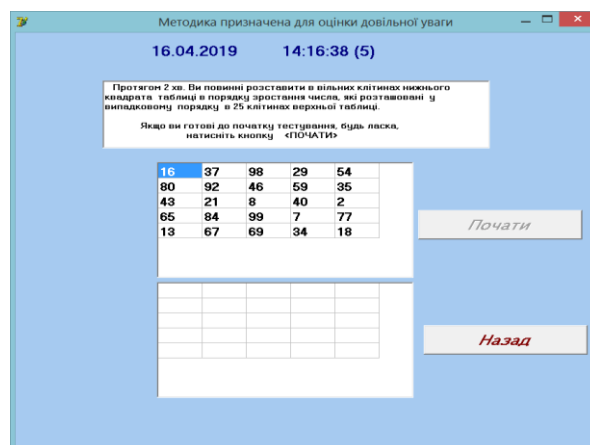 Методика призначена для оцінки довільної уваги
16.04.2019 14:16:38 (5)
Протягом 2 хв. Ви повинні розставити в вільних клітинах нижнього
квадрата таблиці в порядку зростання числа, які розташовані у
випадковому порядку в 25 клітинах верхньої таблиці.
Якщо ви готові до початку тестування, будь ласка,
натисніть кнопку <ПОЧАТИ>
16 37 98 29 54
80 92 46 59 35
43 21 8 40 2
65 84 99 7 77
13 67 69 34 18
Почати
Назад